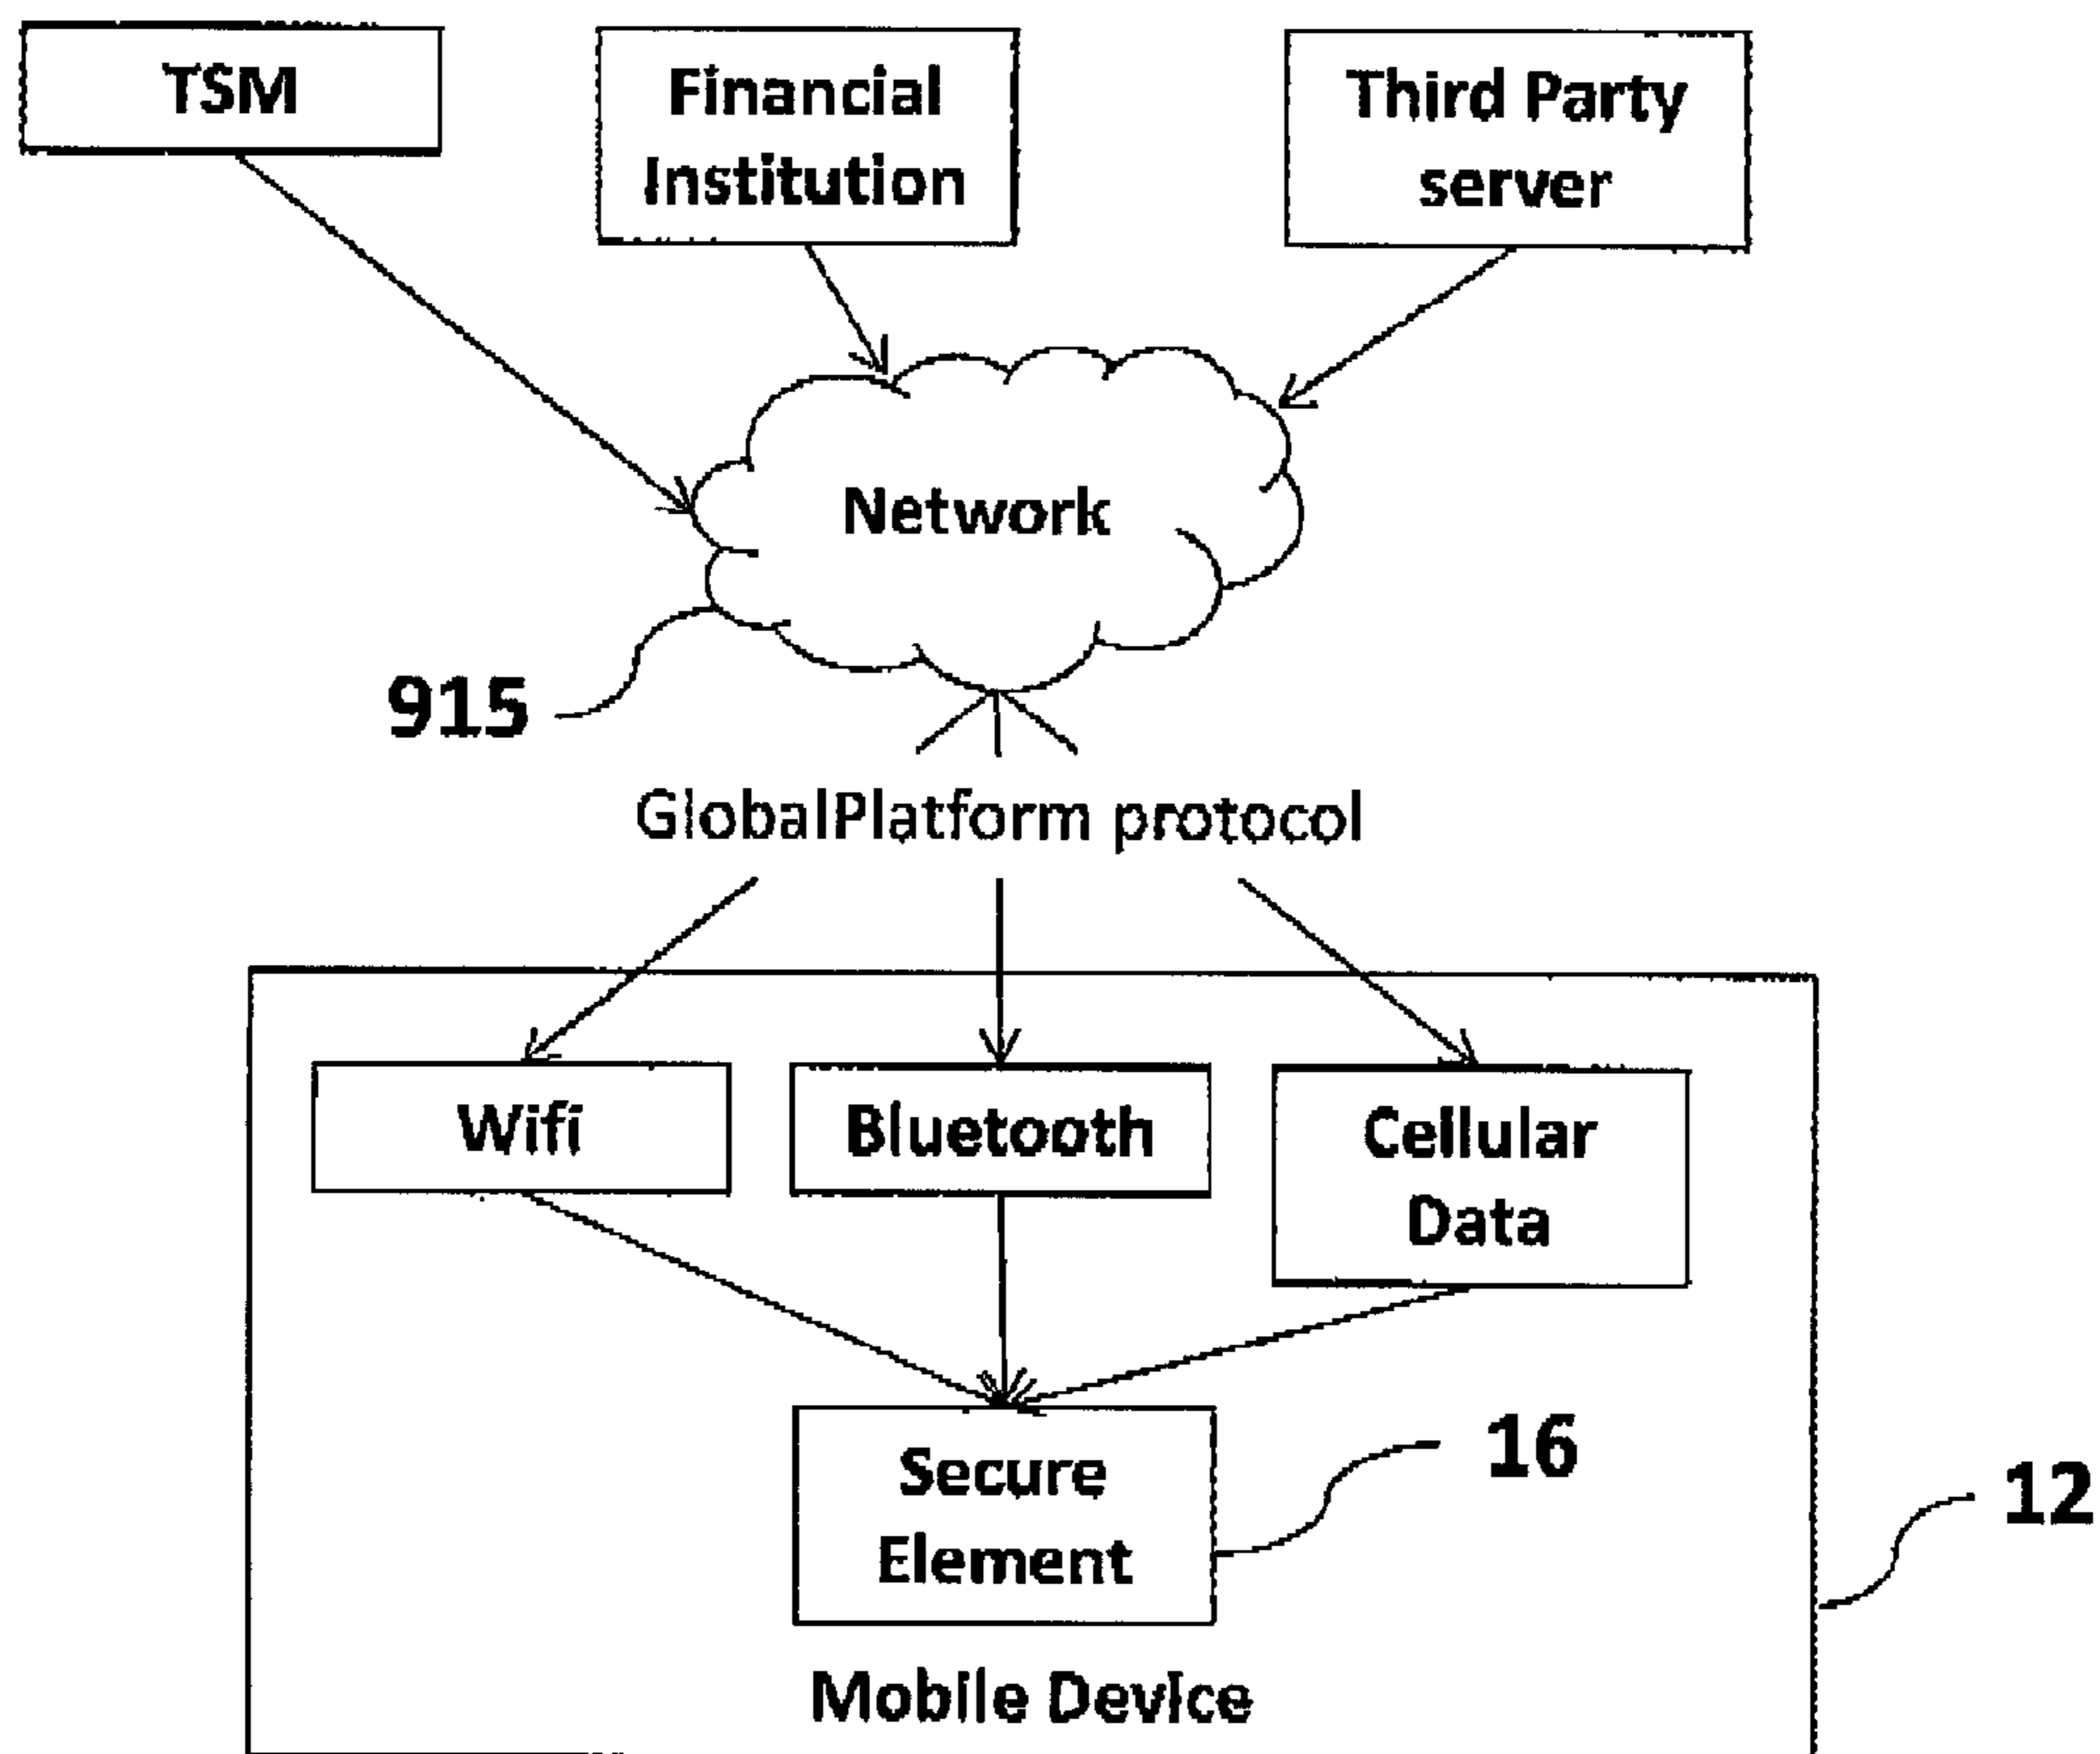 TSM
Financial
Institution
Third Party
server
Network
915
GlobalPlatform protocol
Wifi
Bluetooth
Cellular
Data
Secure
Element
16
12
Mobile Device